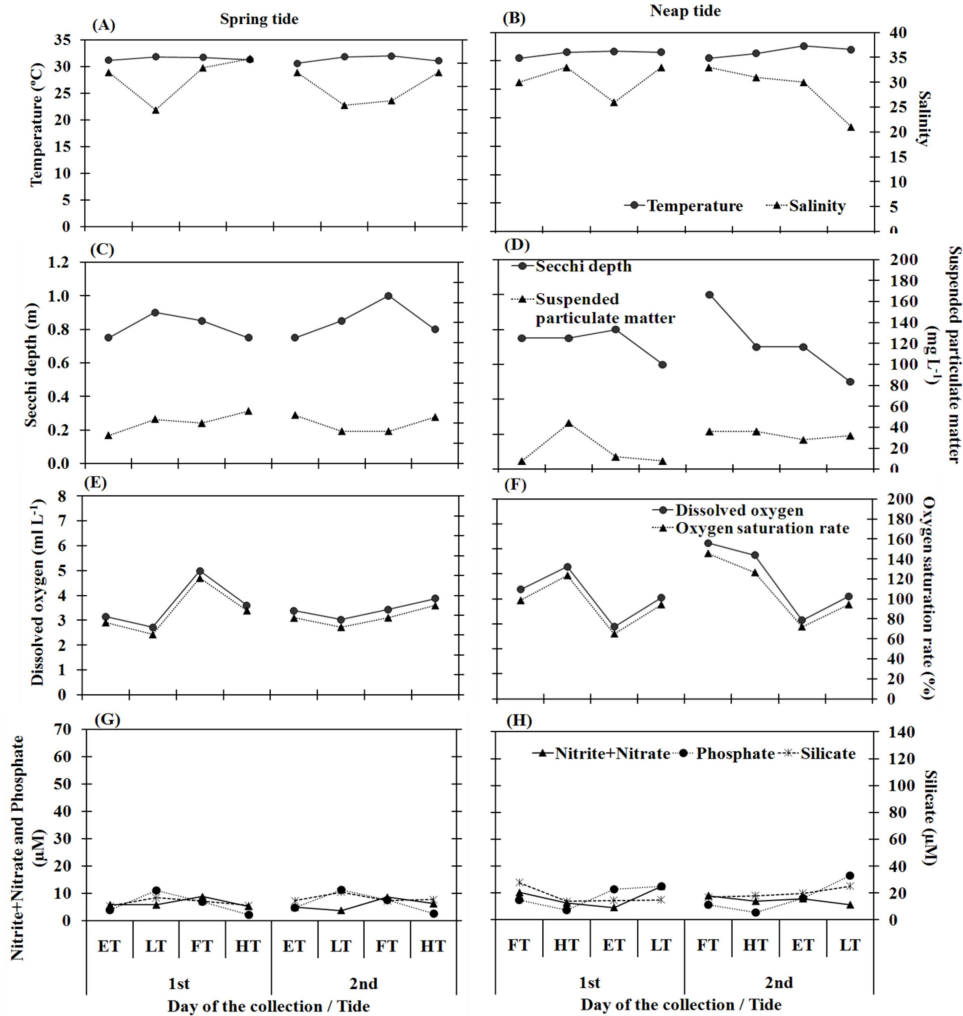 Spring tide
Neap tide
(A)
(B)
35
30
25
20
15
10
5
0
Temperature (°C)
40
35
30
25
20
15
10
5
0
Salinity
Temperature
Salinity
(C)
(D)
1.2
1.0
0.8
0.6
0.4
0.2
0.0
Secchi depth (m)
Secchi depth
Suspended
particulate matter
200
180
160
140
120
100
80
60
40
20
0
Suspended particulate matter
(mg L-1)
(E)
(F)
8
7
6
5
4
3
2
1
0
Dissolved oxygen (ml L-1)
Dissolved oxygen
Oxygen saturation rate
200
180
160
140
120
100
80
60
40
20
0
Oxygen saturation rate (%)
(G)
(H)
70
60
50
40
30
20
10
0
Nitrite+Nitrate and Phosphate
(μM)
Nitrite+Nitrate
Phosphate
Silicate
140
120
100
80
60
40
20
0
Silicate (μM)
ET LT FT HT ET LT FT HT
FT HT ET LT FT HT ET LT
1st 2nd
1st 2nd
Day of the collection / Tide
Day of the collection / Tide